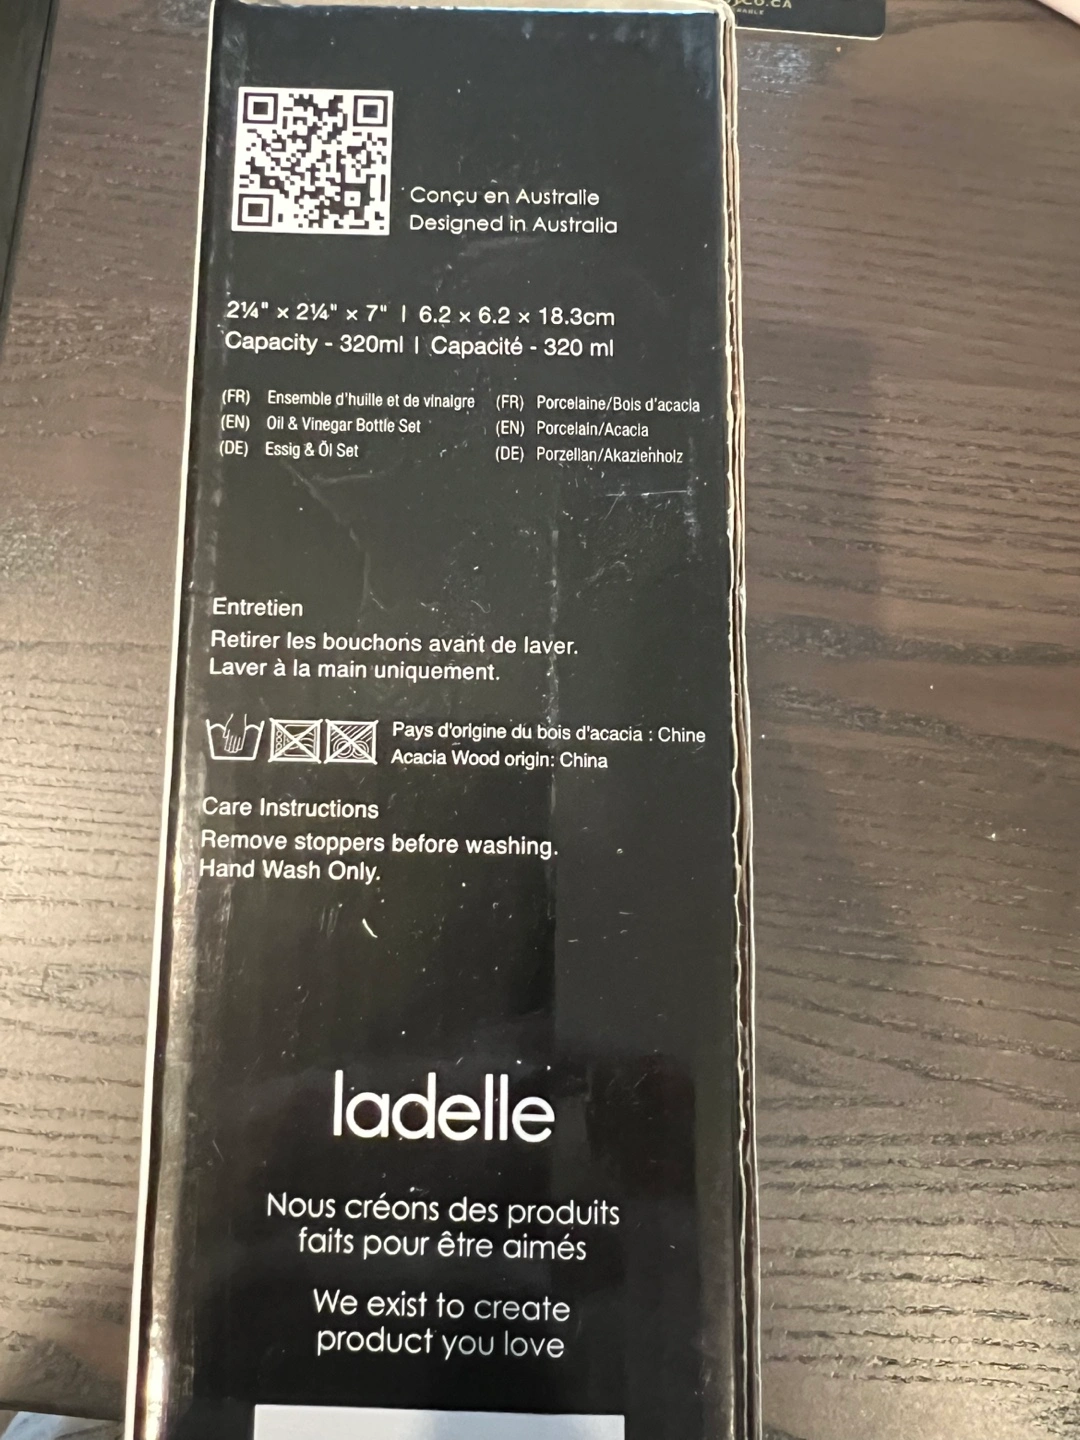 CO.CA
Conçu en Australie
Designed in Australia
2¼" x 2¼" x 7" | 6.2 x 6.2 x 18.3cm
Capacity - 320ml | Capacité - 320 ml
(FR) Ensemble d'huile et de vinaigre (FR) Porcelaine/Bois d'acacia
(EN) Oil & Vinegar Bottle Set (EN) Porcelain/Acacia
(DE) Essig & Öl Set (DE) Porzellan/Akazienholz
Entretien
Retirer les bouchons avant de laver.
Laver à la main uniquement.
Pays d'origine du bois d'acacia : Chine
Acacia Wood origin: China
Care Instructions
Remove stoppers before washing.
Hand Wash Only.
ladelle
Nous créons des produits
faits pour être aimés
We exist to create
product you love